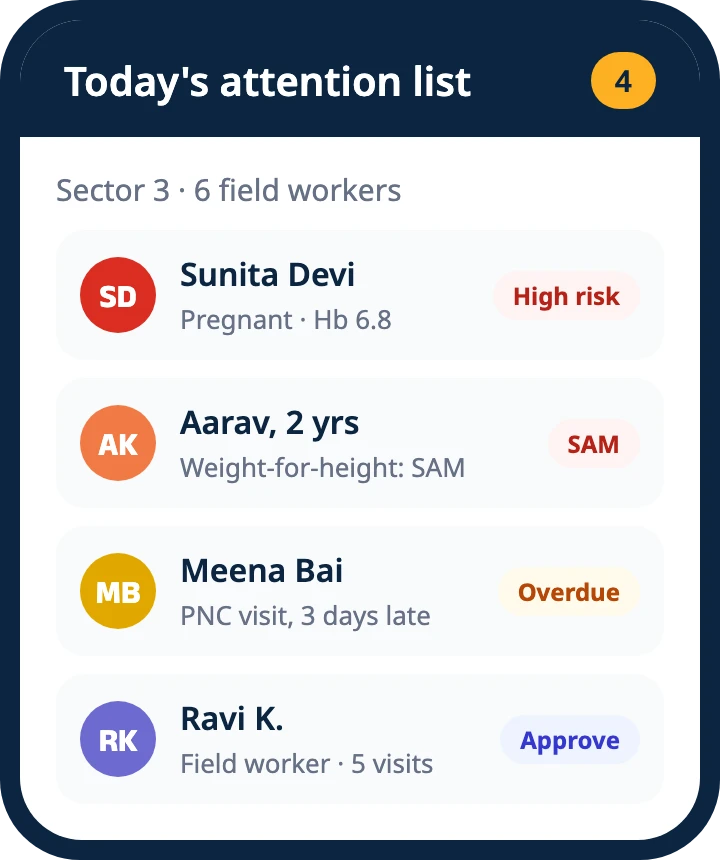 Today's attention list 4
Sector 3 · 6 field workers
SD Sunita Devi High risk
Pregnant · Hb 6.8
AK Aarav, 2 yrs SAM
Weight-for-height: SAM
MB Meena Bai Overdue
PNC visit, 3 days late
RK Ravi K. Approve
Field worker · 5 visits